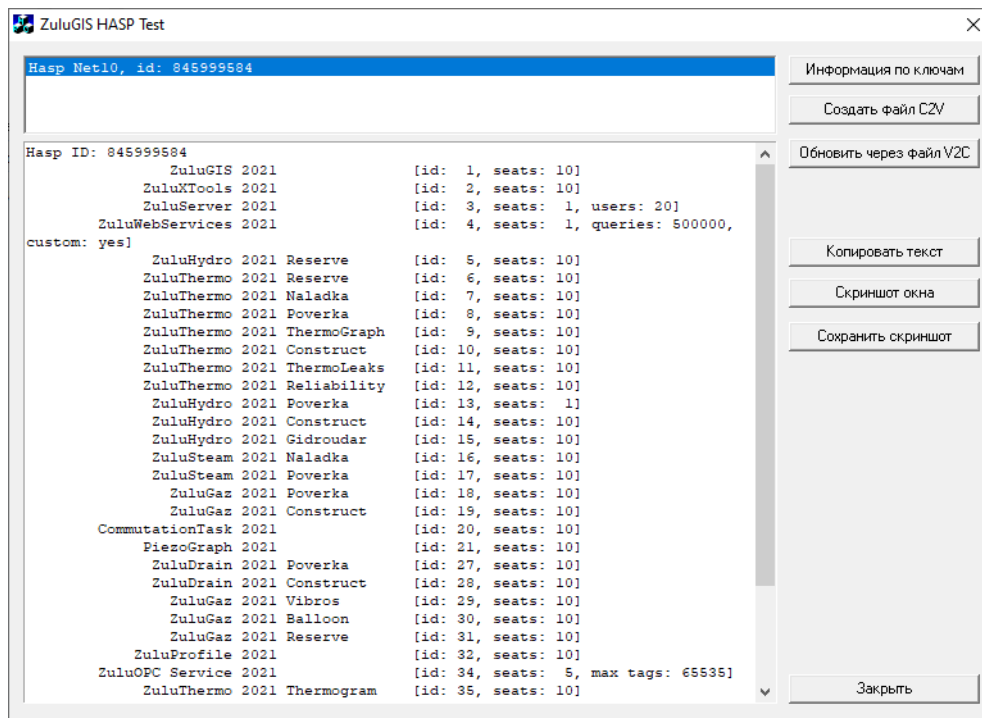 ZuluGIS HASP Test
Hasp Net10, id: 845999584
Информация по ключам
Создать файл C2V
Обновить через файл V2C
Копировать текст
Скриншот окна
Сохранить скриншот
Закрыть
Hasp ID: 845999584
ZuluGIS 2021 [id: 1, seats: 10]
ZuluXTools 2021 [id: 2, seats: 10]
ZuluServer 2021 [id: 3, seats: 1, users: 20]
ZuluWebServices 2021 [id: 4, seats: 1, queries: 500000,
custom: yes]
ZuluHydro 2021 Reserve [id: 5, seats: 10]
ZuluThermo 2021 Reserve [id: 6, seats: 10]
ZuluThermo 2021 Naladka [id: 7, seats: 10]
ZuluThermo 2021 Poverka [id: 8, seats: 10]
ZuluThermo 2021 ThermoGraph [id: 9, seats: 10]
ZuluThermo 2021 Construct [id: 10, seats: 10]
ZuluThermo 2021 ThermoLeaks [id: 11, seats: 10]
ZuluThermo 2021 Reliability [id: 12, seats: 10]
ZuluHydro 2021 Poverka [id: 13, seats: 1]
ZuluHydro 2021 Construct [id: 14, seats: 10]
ZuluHydro 2021 Gidroudar [id: 15, seats: 10]
ZuluSteam 2021 Naladka [id: 16, seats: 10]
ZuluSteam 2021 Poverka [id: 17, seats: 10]
ZuluGaz 2021 Poverka [id: 18, seats: 10]
ZuluGaz 2021 Construct [id: 19, seats: 10]
CommutationTask 2021 [id: 20, seats: 10]
PiezoGraph 2021 [id: 21, seats: 10]
ZuluDrain 2021 Poverka [id: 27, seats: 10]
ZuluDrain 2021 Construct [id: 28, seats: 10]
ZuluGaz 2021 Vibros [id: 29, seats: 10]
ZuluGaz 2021 Balloon [id: 30, seats: 10]
ZuluGaz 2021 Reserve [id: 31, seats: 10]
ZuluProfile 2021 [id: 32, seats: 10]
ZuluOPC Service 2021 [id: 34, seats: 5, max tags: 65535]
ZuluThermo 2021 Thermogram [id: 35, seats: 10]